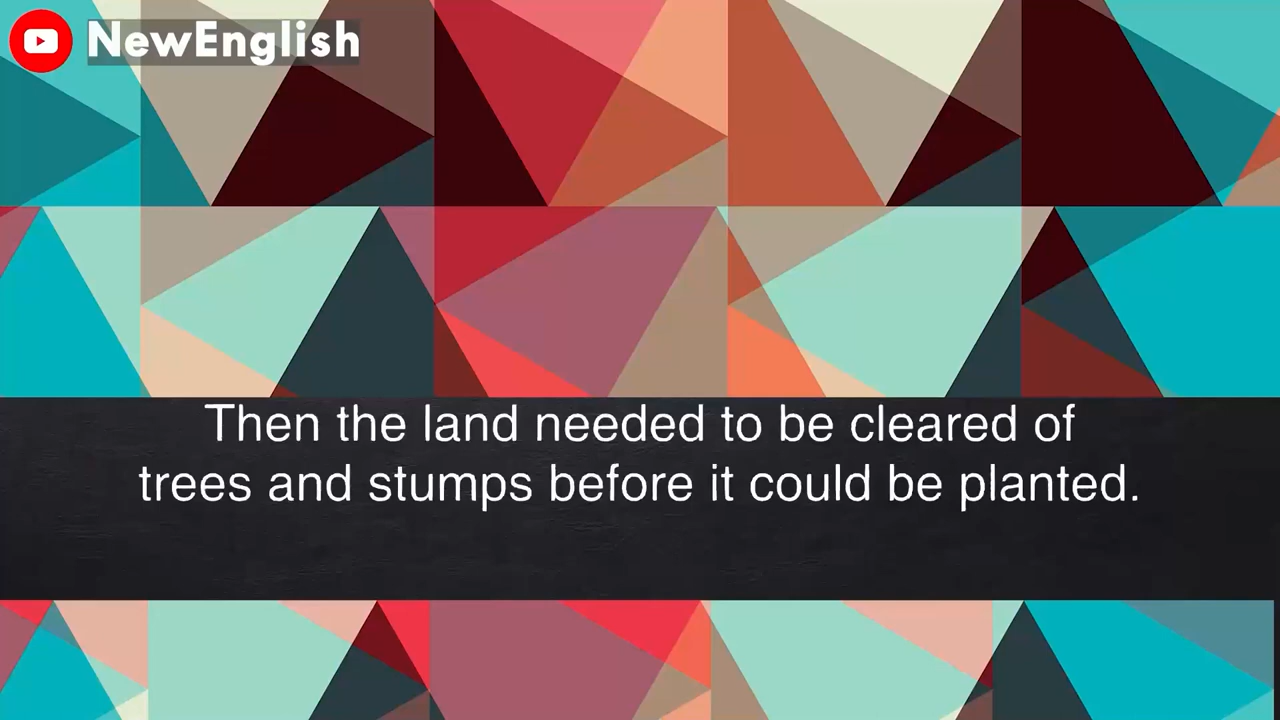 NewEnglish
Then the land needed to be cleared of
trees and stumps before it could be planted.